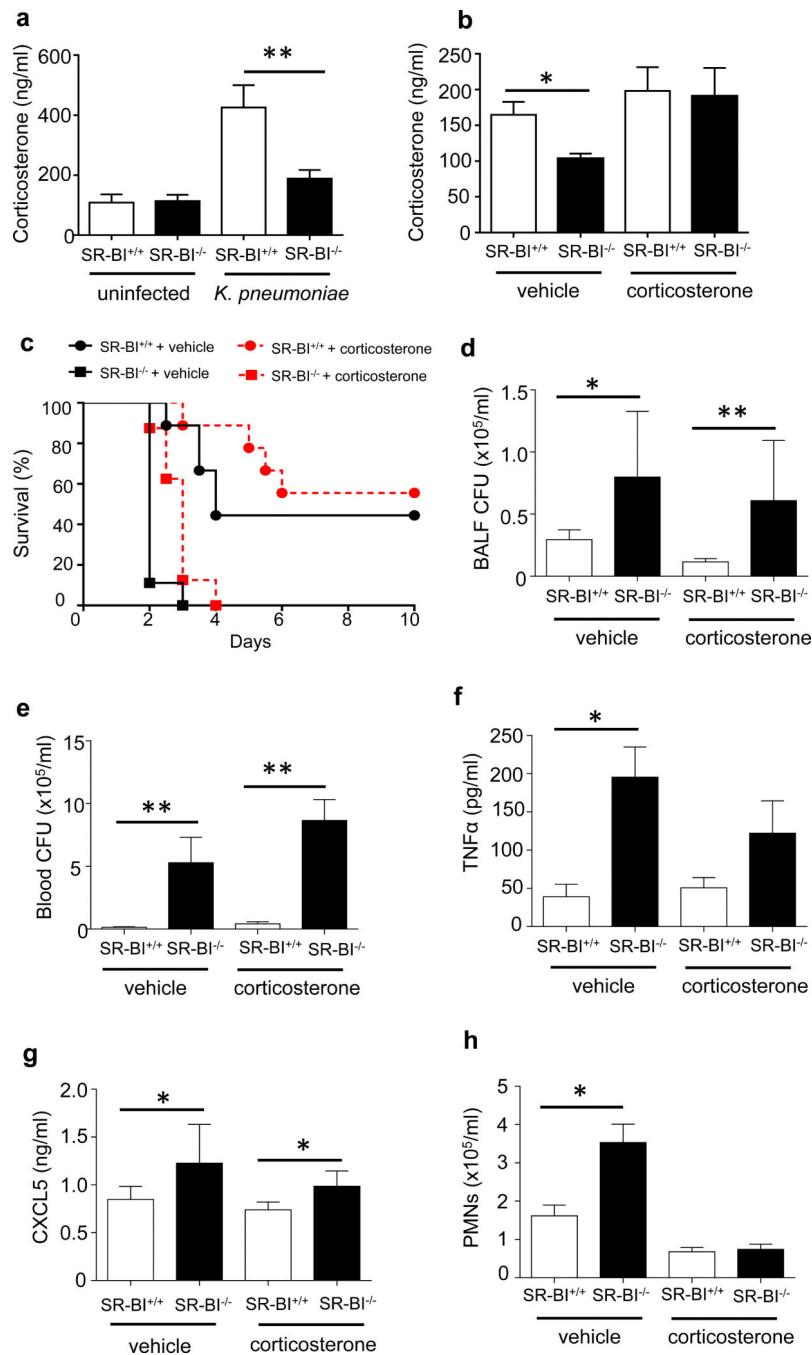 a
Corticosterone (ng/ml)
600
400
200
0
**
SR-BI+/+ SR-BI-/- SR-BI+/+ SR-BI-/-
uninfected K. pneumoniae
b
Corticosterone (ng/ml)
250
200
150
100
50
0
*
SR-BI+/+ SR-BI-/- SR-BI+/+ SR-BI-/-
vehicle corticosterone
c
SR-BI+/+ + vehicle SR-BI+/+ + corticosterone
SR-BI-/- + vehicle SR-BI-/- + corticosterone
Survival (%)
100
80
60
40
20
0
0 2 4 6 8 10
Days
d
BALF CFU (x10⁵/ml)
1.5
1.0
0.5
0
* **
SR-BI+/+ SR-BI-/- SR-BI+/+ SR-BI-/-
vehicle corticosterone
e
Blood CFU (x10⁵/ml)
15
10
5
0
** **
SR-BI+/+ SR-BI-/- SR-BI+/+ SR-BI-/-
vehicle corticosterone
f
TNFα (pg/ml)
250
200
150
100
50
0
*
SR-BI+/+ SR-BI-/- SR-BI+/+ SR-BI-/-
vehicle corticosterone
g
CXCL5 (ng/ml)
2.0
1.5
1.0
0.5
0
* *
SR-BI+/+ SR-BI-/- SR-BI+/+ SR-BI-/-
vehicle corticosterone
h
PMNs (x10⁵/ml)
5
4
3
2
1
0
*
SR-BI+/+ SR-BI-/- SR-BI+/+ SR-BI-/-
vehicle corticosterone